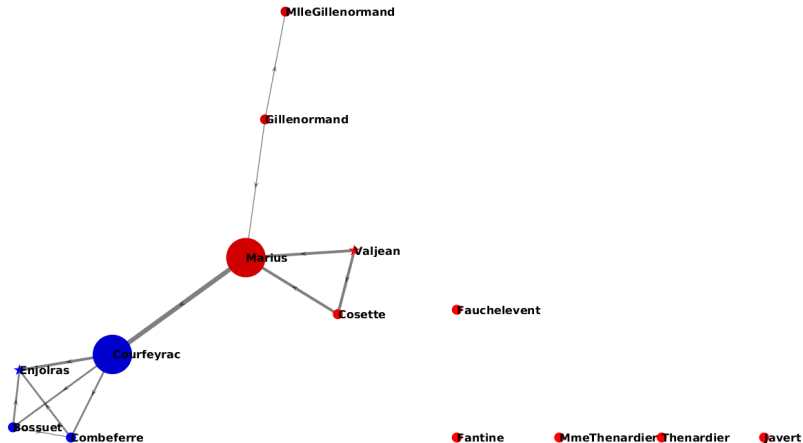 MlleGillenormand
Gillenormand
Marius
Valjean
Cosette
Fauchelevent
Courfeyrac
Enjolras
Bossuet
Combeferre
Fantine
MmeThenardier
Thenardier
Javert